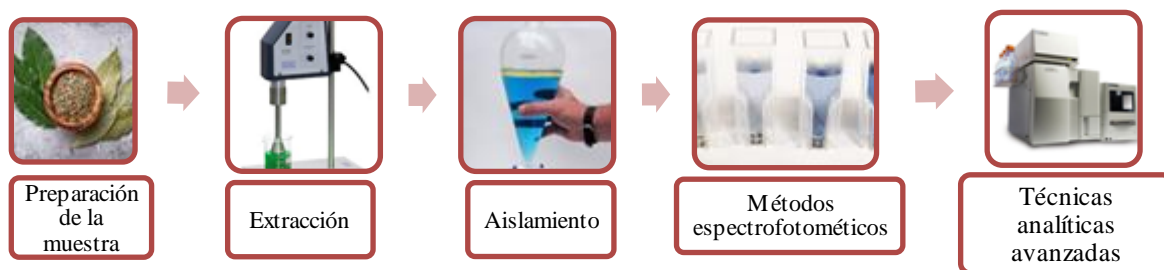 Preparación
de la
muestra
Extracción
Aislamiento
Métodos
espectrofotométicos
Técnicas
analíticas
avanzadas